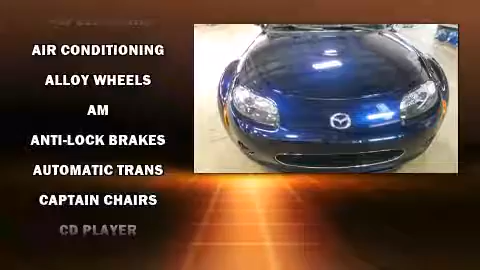 AIR CONDITIONING
ALLOY WHEELS
AM
ANTI-LOCK BRAKES
AUTOMATIC TRANS
CAPTAIN CHAIRS
CD PLAYER